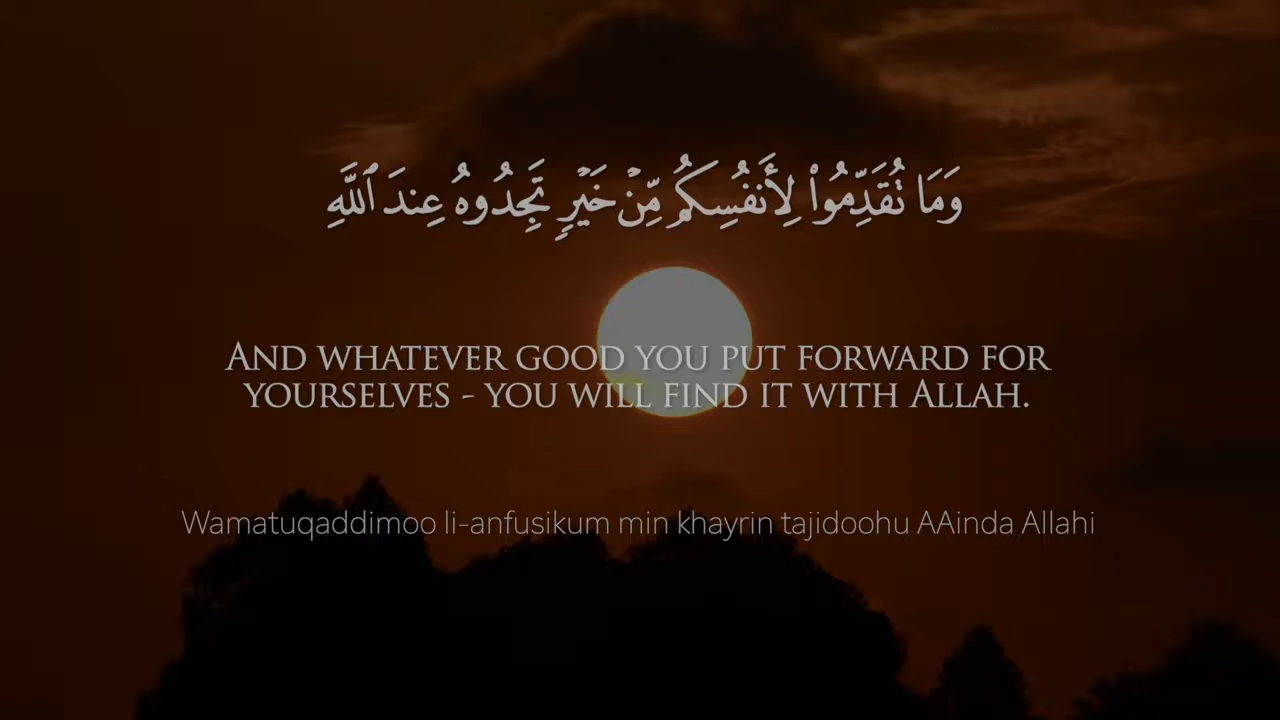 وَمَا تُقَدِّمُوا۟ لِأَنفُسِكُم مِّنْ خَيْرٍ تَجِدُوهُ عِندَ ٱللَّهِ
AND WHATEVER GOOD YOU PUT FORWARD FOR
YOURSELVES - YOU WILL FIND IT WITH ALLAH.
Wamatuqaddimoo li-anfusikum min khayrin tajidoohu AAinda Allahi